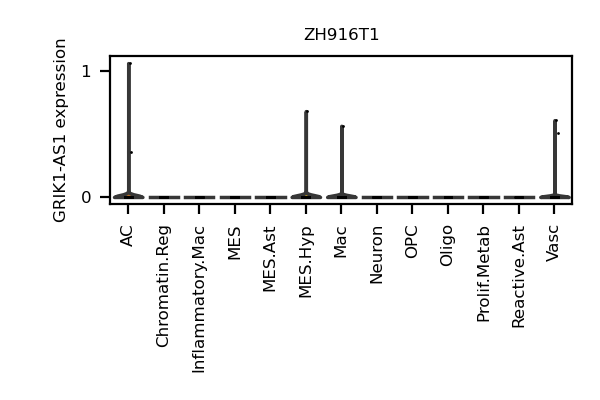 ZH916T1
GRIK1-AS1 expression
1
0
AC
Chromatin.Reg
Inflammatory.Mac
MES
MES.Ast
MES.Hyp
Mac
Neuron
OPC
Oligo
Prolif.Metab
Reactive.Ast
Vasc